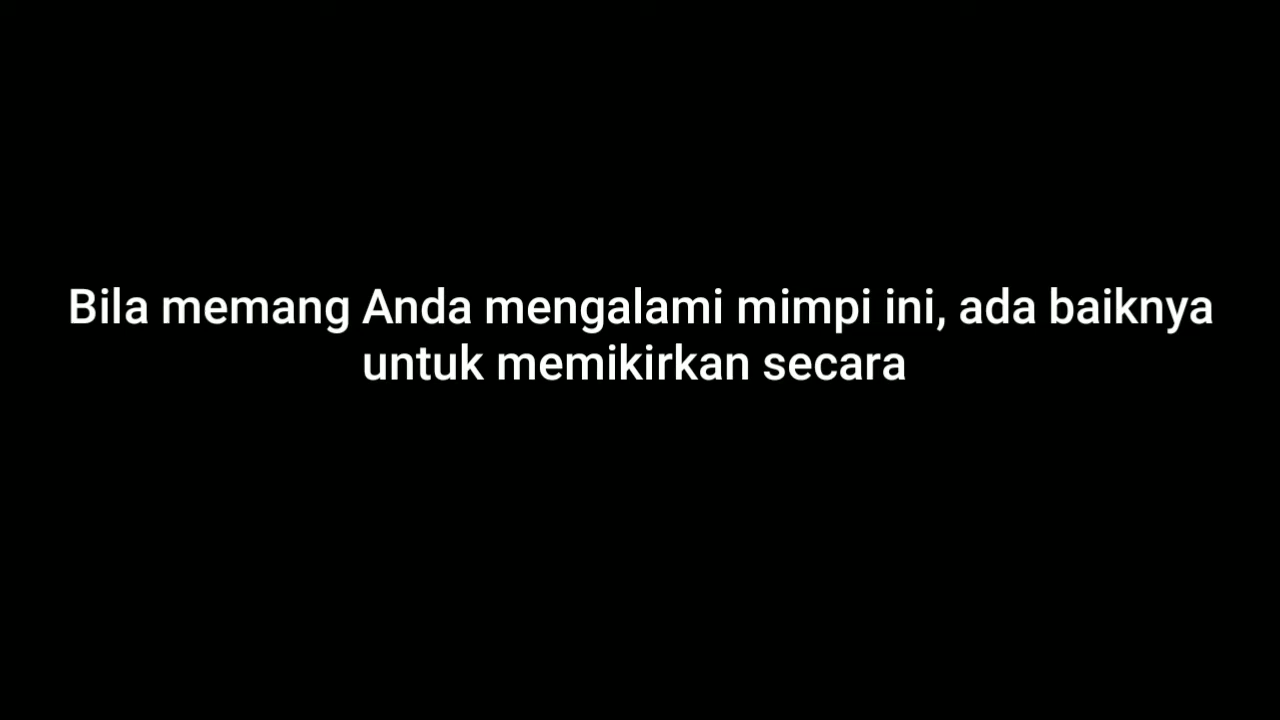 Bila memang Anda mengalami mimpi ini, ada baiknya
untuk memikirkan secara